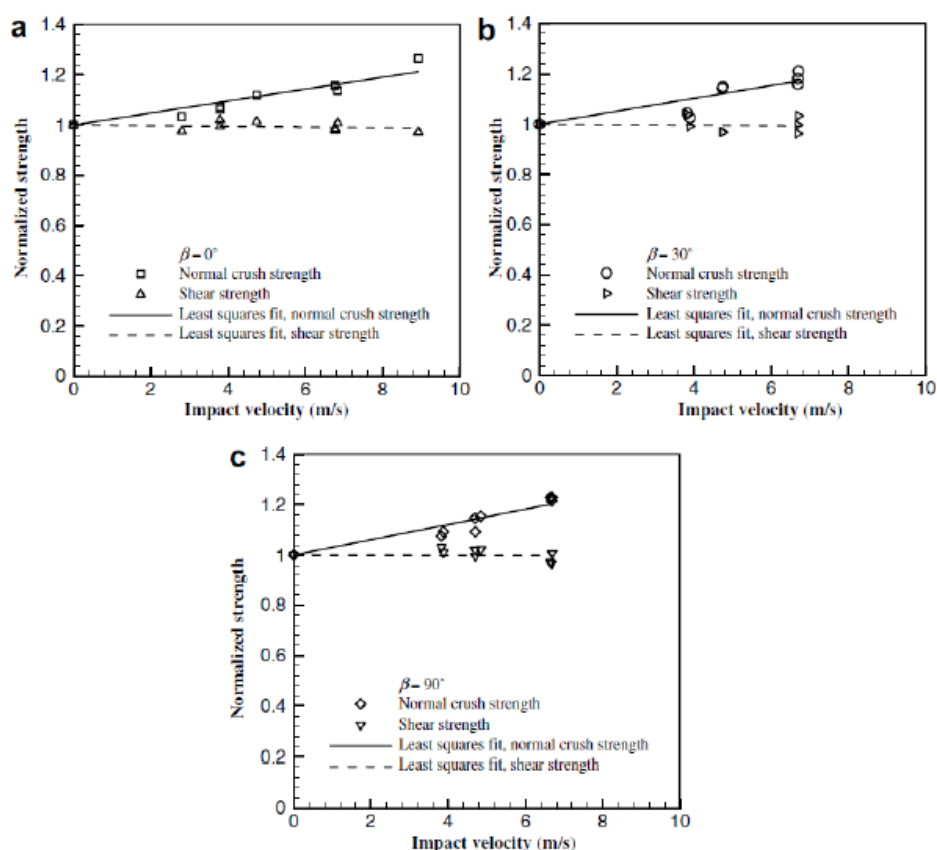 a
1.4
1.2
1
0.8
0.6
0.4
0.2
0
Normalized strength
β – 0°
Normal crush strength
Shear strength
Least squares fit, normal crush strength
Least squares fit, shear strength
0 2 4 6 8 10
Impact velocity (m/s)
b
1.4
1.2
1
0.8
0.6
0.4
0.2
0
Normalized strength
β – 30°
Normal crush strength
Shear strength
Least squares fit, normal crush strength
Least squares fit, shear strength
0 2 4 6 8 10
Impact velocity (m/s)
c
1.4
1.2
1
0.8
0.6
0.4
0.2
0
Normalized strength
β – 90°
Normal crush strength
Shear strength
Least squares fit, normal crush strength
Least squares fit, shear strength
0 2 4 6 8 10
Impact velocity (m/s)